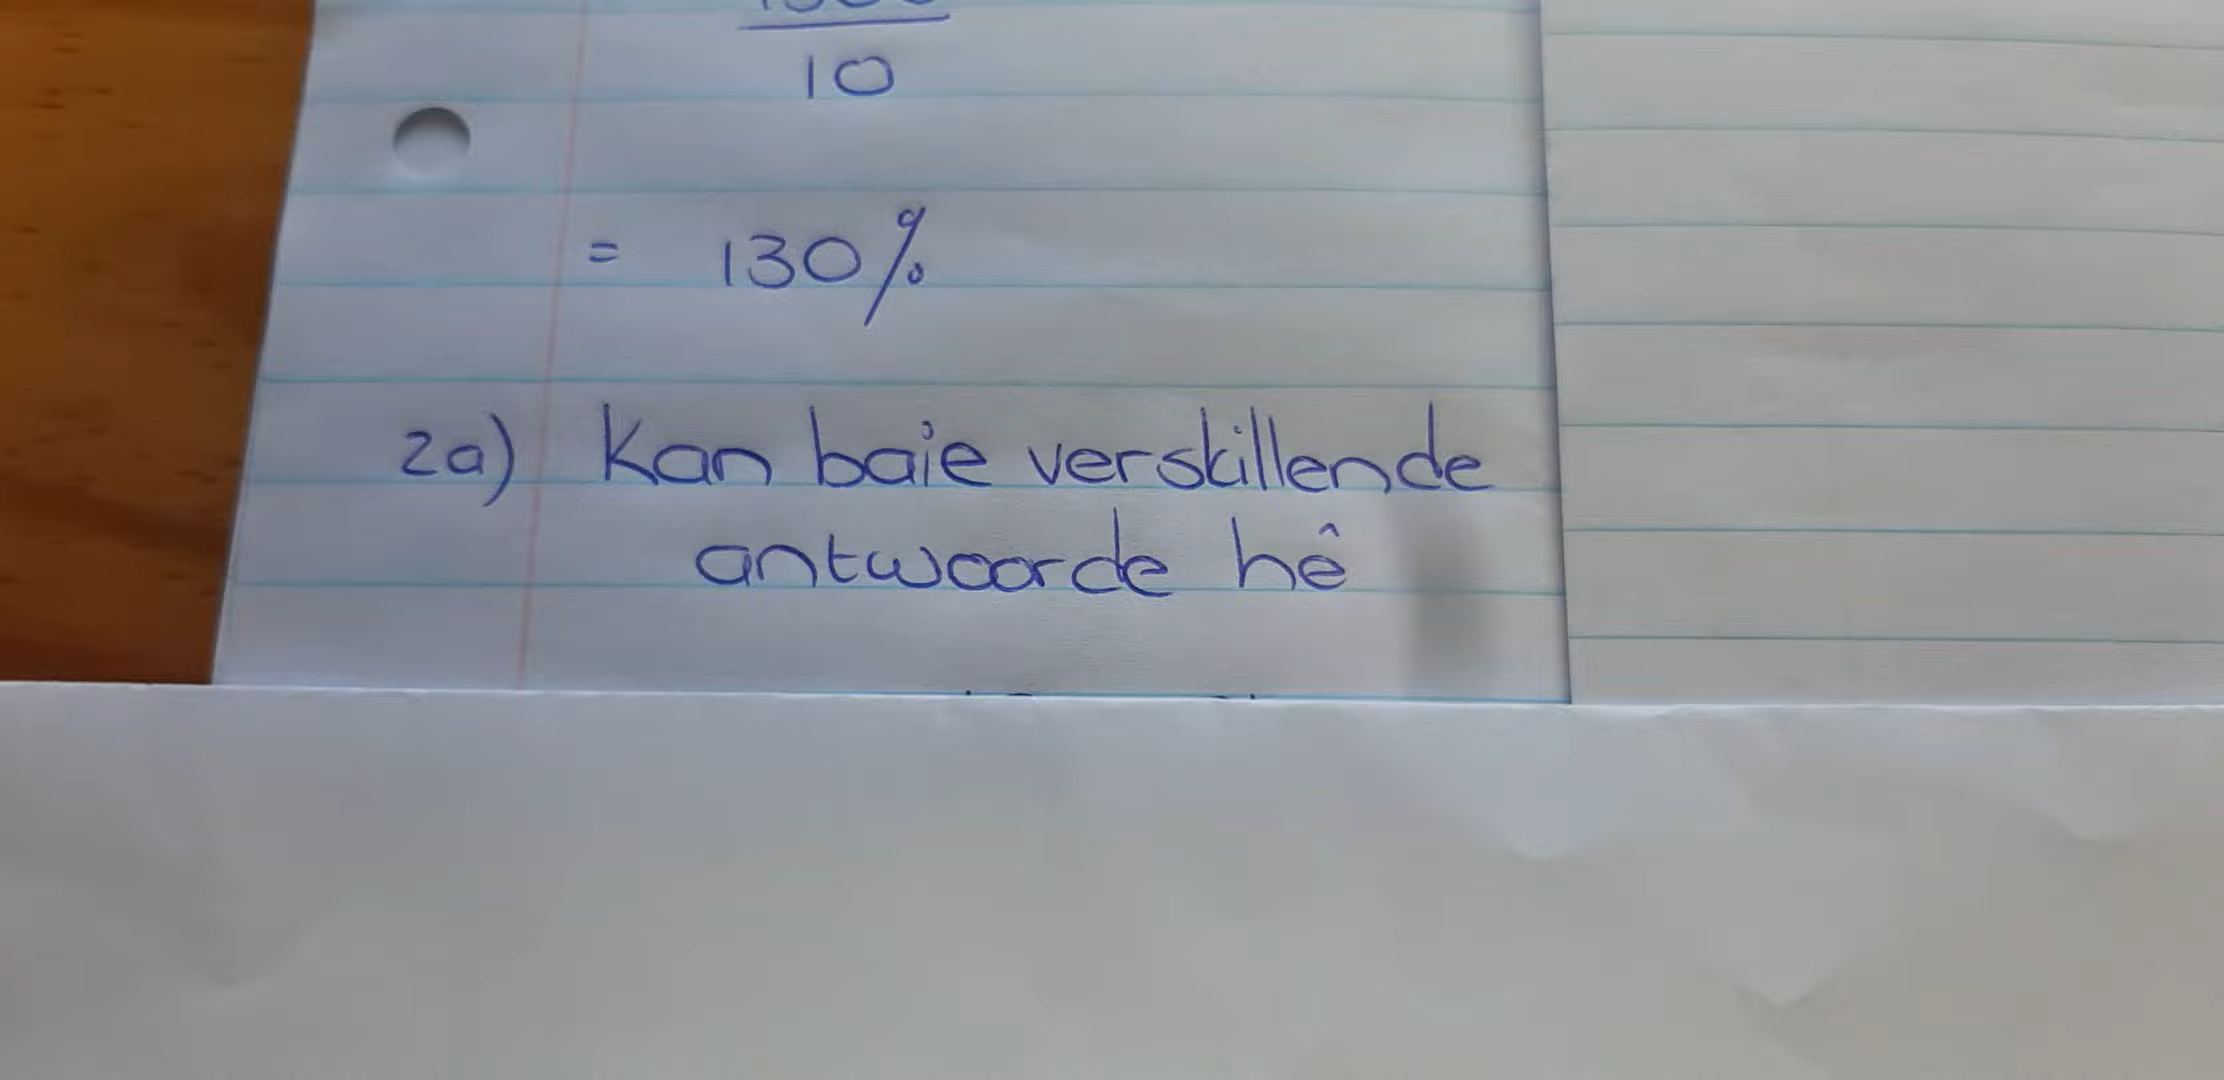 10
= 130%
2a) Kan baie verskillende
antwoorde hê